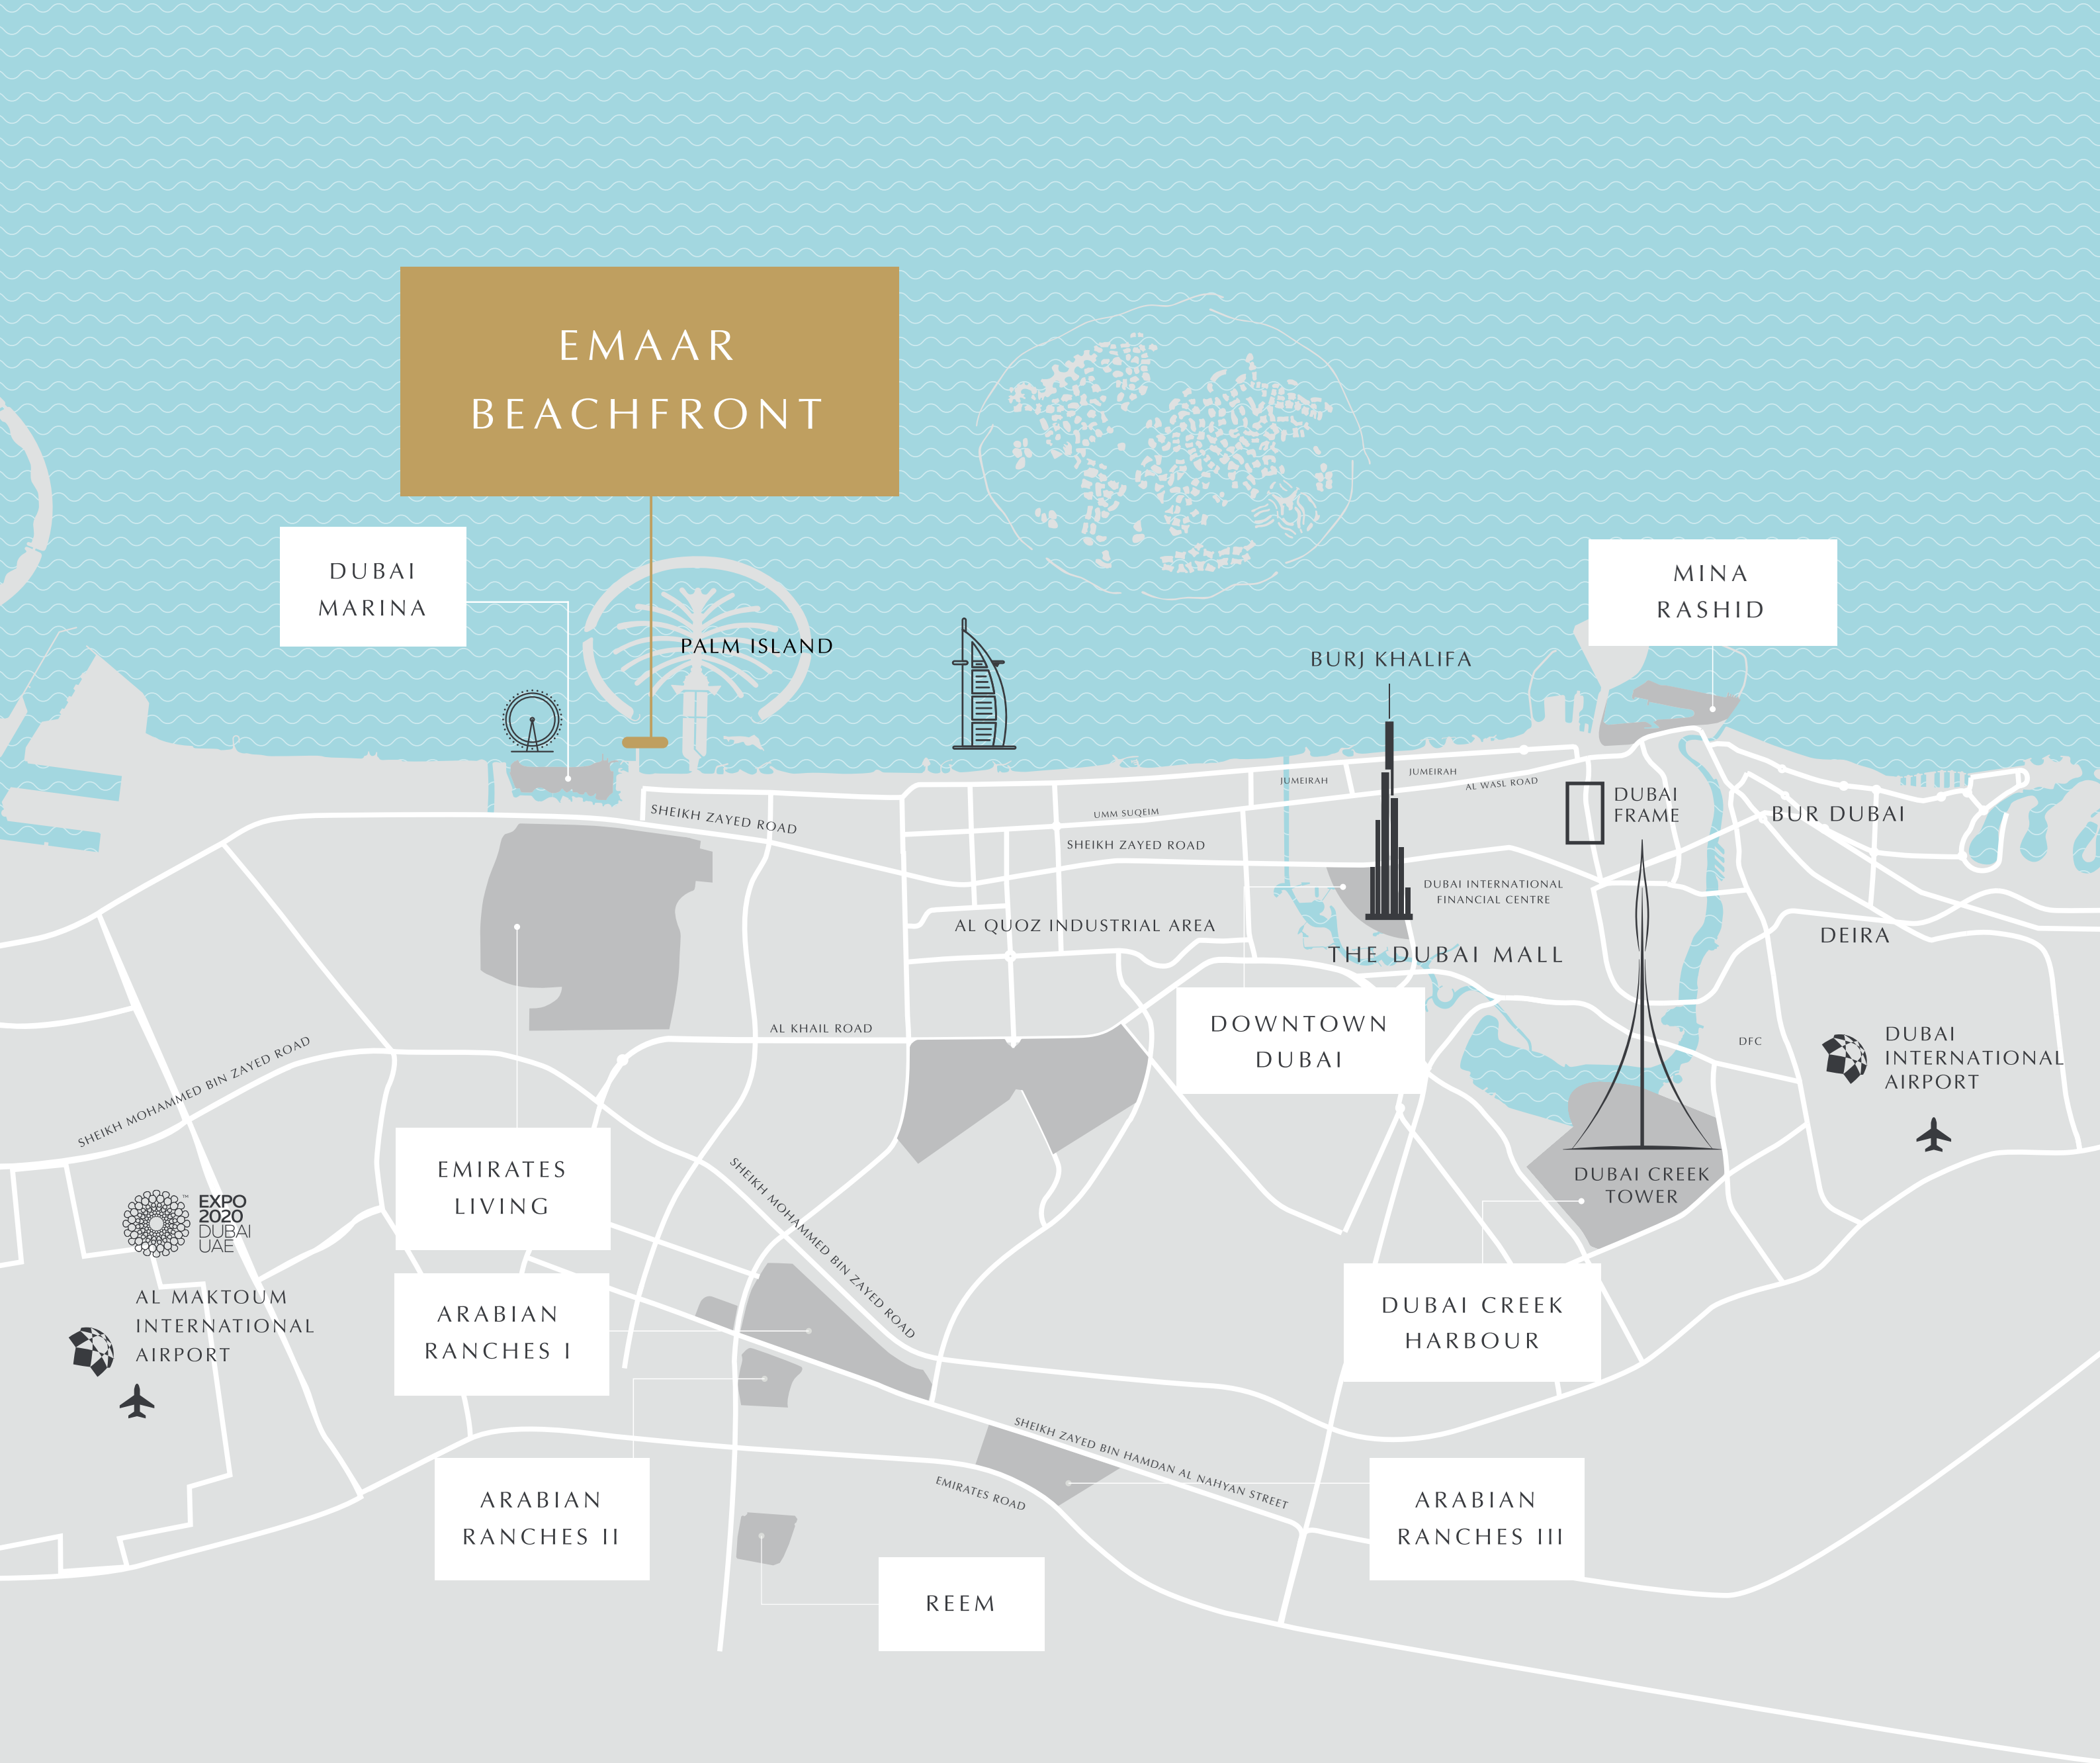 EMAAR
BEACHFRONT
DUBAI
MARINA
MINA
RASHID
PALM ISLAND
BURJ KHALIFA
JUMEIRAH
JUMEIRAH
AL WASL ROAD
DUBAI
FRAME
BUR DUBAI
SHEIKH ZAYED ROAD
UMM SUQEIM
SHEIKH ZAYED ROAD
DUBAI INTERNATIONAL
FINANCIAL CENTRE
AL QUOZ INDUSTRIAL AREA
THE DUBAI MALL
DEIRA
DOWNTOWN
DUBAI
AL KHAIL ROAD
DFC
DUBAI
INTERNATIONAL
AIRPORT
SHEIKH MOHAMMED BIN ZAYED ROAD
EMIRATES
LIVING
SHEIKH MOHAMMED BIN ZAYED ROAD
DUBAI CREEK
TOWER
EXPO
2020
DUBAI
UAE
TM
AL MAKTOUM
INTERNATIONAL
AIRPORT
ARABIAN
RANCHES I
DUBAI CREEK
HARBOUR
SHEIKH ZAYED BIN HAMDAN AL NAHYAN STREET
EMIRATES ROAD
ARABIAN
RANCHES II
ARABIAN
RANCHES III
REEM